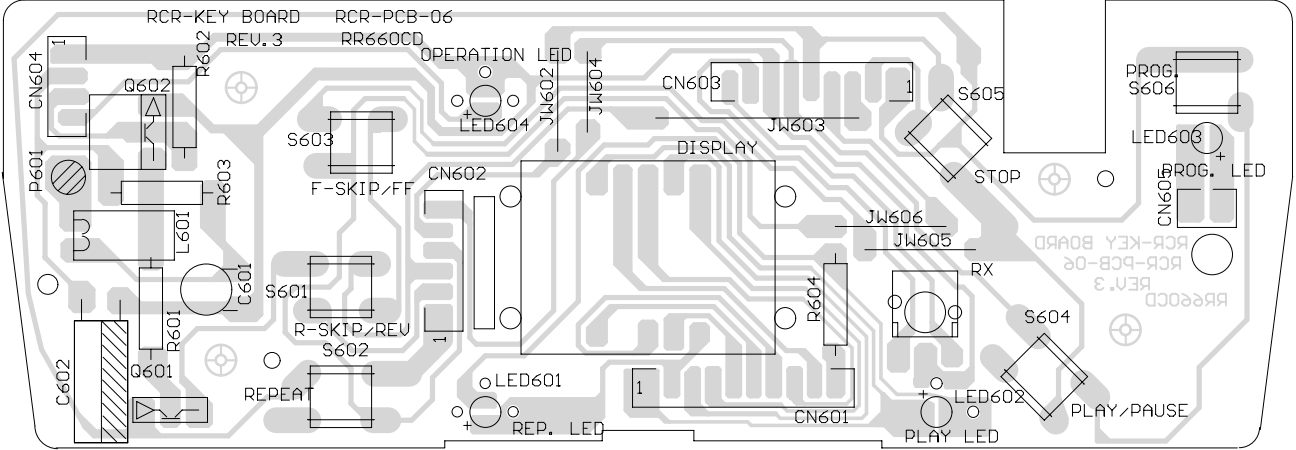 RCR-KEY BOARD RCR-PCB-06
REV.3 RR660CD
OPERATION LED
1
CN604
R602
Q602
P601
R603
L601
C601
R601
Q601
C602
S603
F-SKIP/FF
LED604
JW602
JW604
CN603
1
JW603
DISPLAY
S605
STOP
PROG.
S606
LED603
PROG. LED
CN605
CN602
1
S601
R-SKIP/REV
S602
REPEAT
LED601
REP. LED
JW606
JW605
RX
R604
RCR-KEY BOARD
RCR-PCB-06
REV.3
RR660CD
S604
PLAY/PAUSE
LED602
PLAY LED
1
CN601